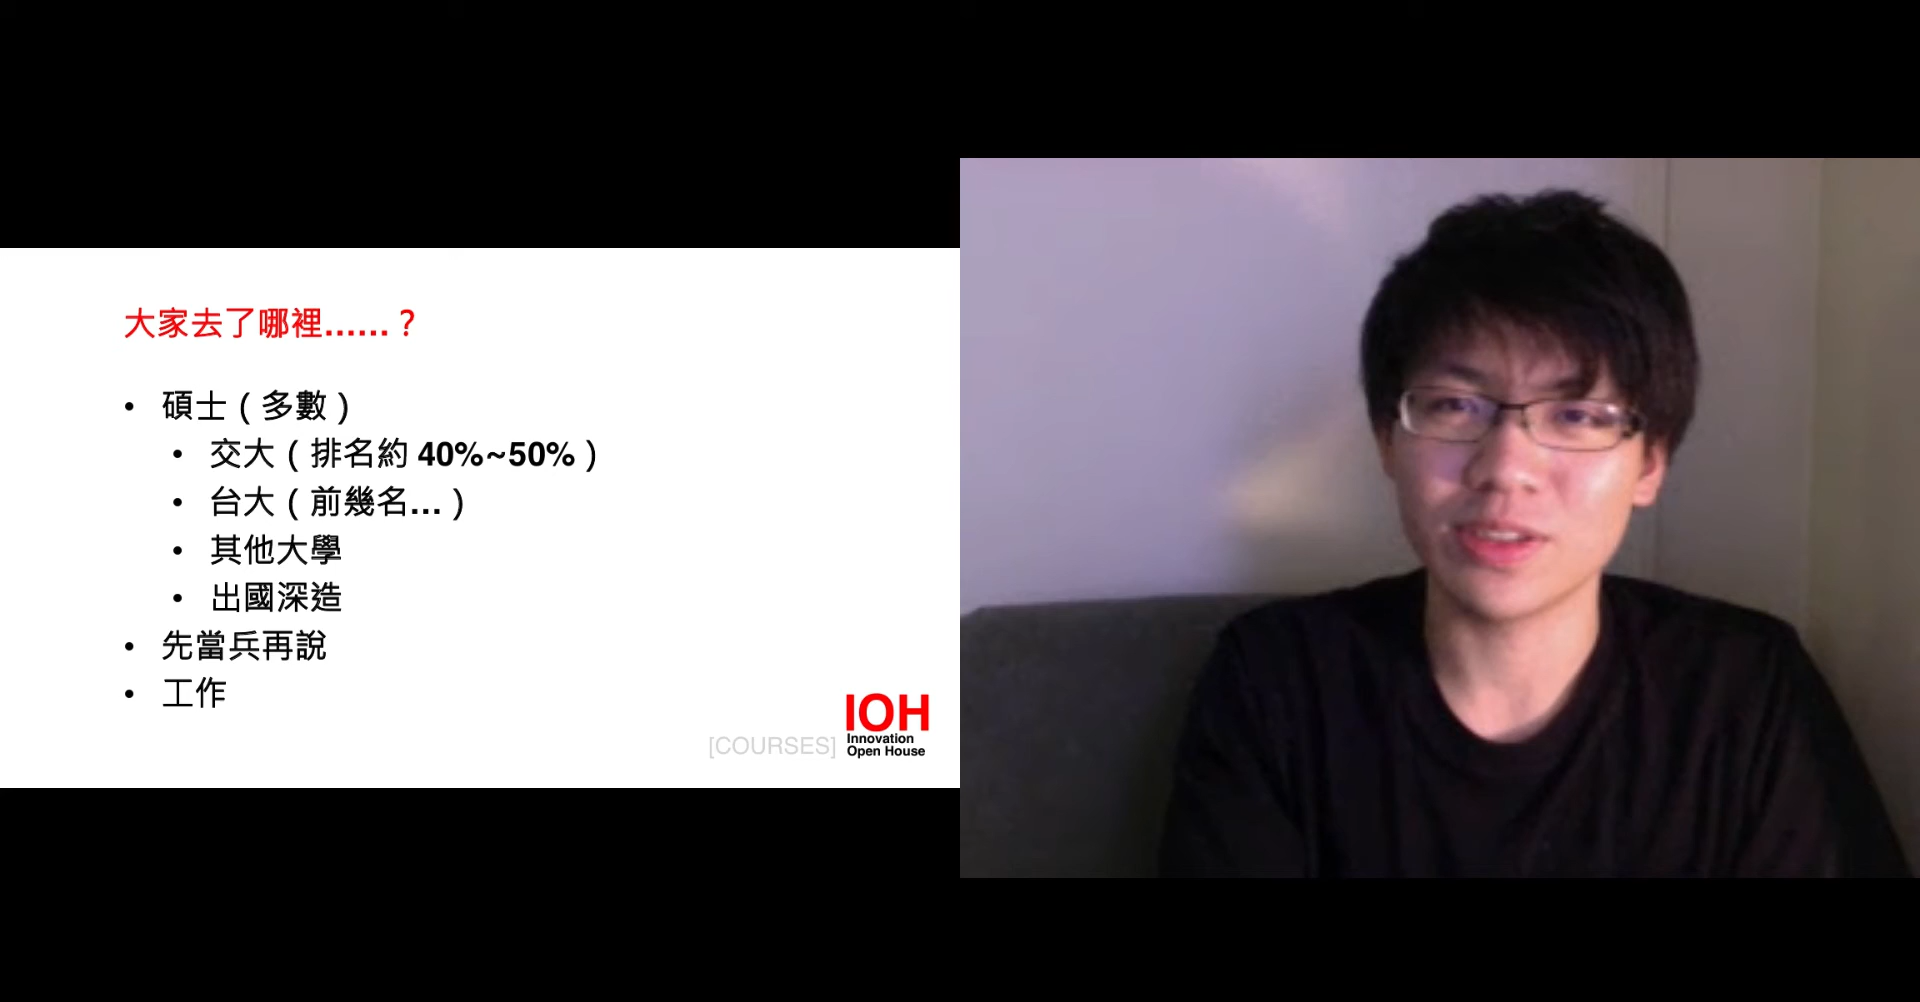 大家去了哪裡......？
• 碩士（多數）
• 交大（排名約 40%~50%）
• 台大（前幾名...）
• 其他大學
• 出國深造
• 先當兵再說
• 工作
[COURSES]
IOH
Innovation
Open House